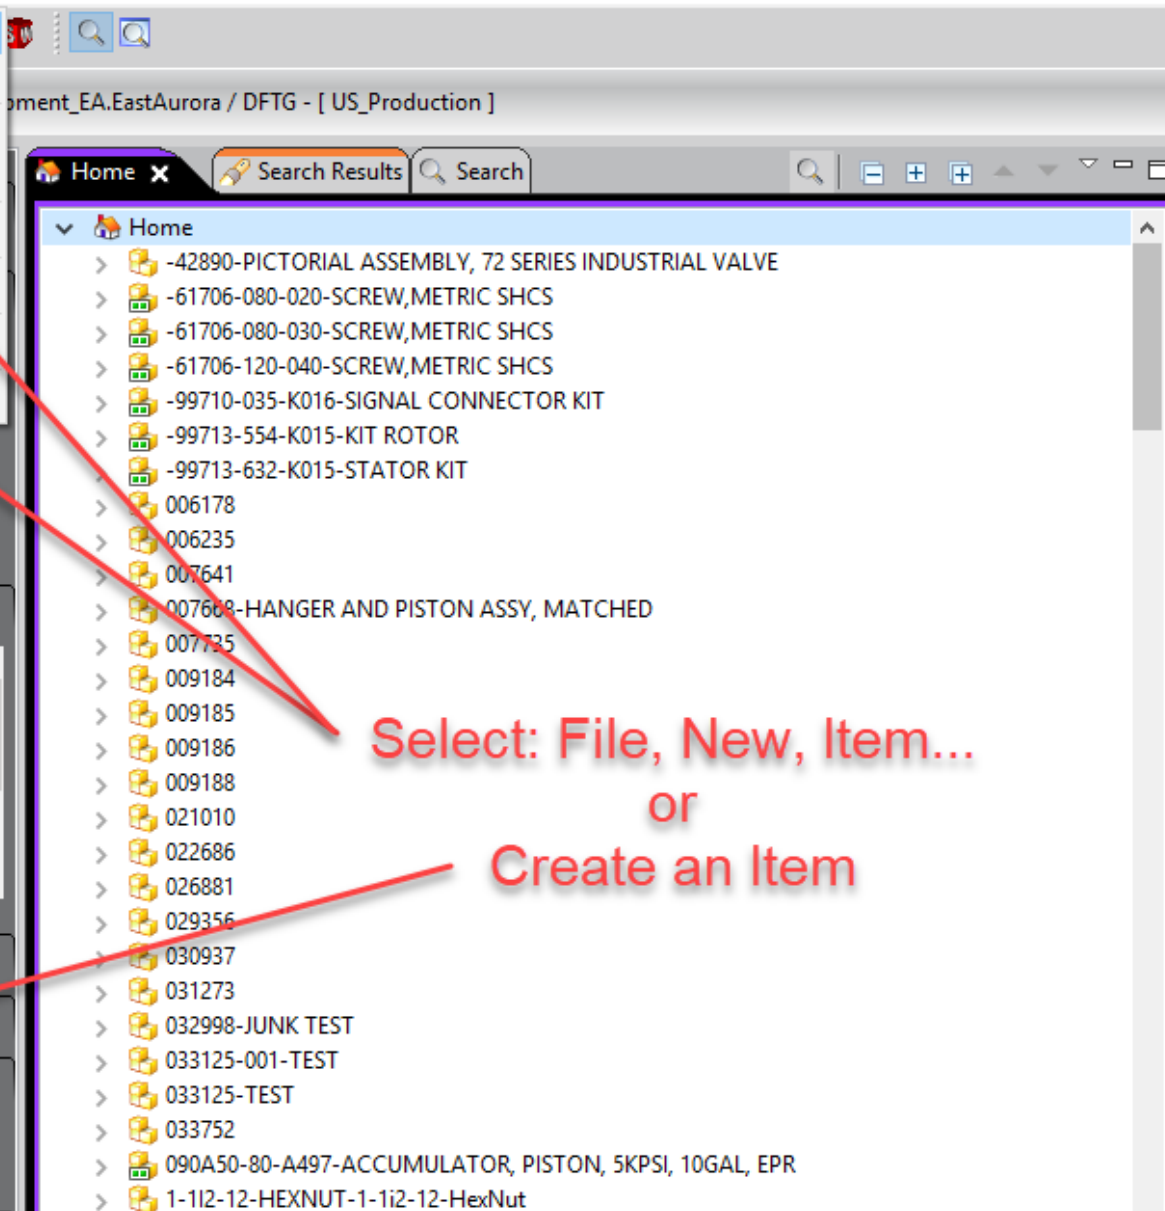 oment_EA.EastAurora / DFTG - [ US_Production ]
Home
Search Results
Search
Home
-42890-PICTORIAL ASSEMBLY, 72 SERIES INDUSTRIAL VALVE
-61706-080-020-SCREW,METRIC SHCS
-61706-080-030-SCREW,METRIC SHCS
-61706-120-040-SCREW,METRIC SHCS
-99710-035-K016-SIGNAL CONNECTOR KIT
-99713-554-K015-KIT ROTOR
-99713-632-K015-STATOR KIT
006178
006235
007641
007668-HANGER AND PISTON ASSY, MATCHED
007735
009184
009185
009186
009188
021010
022686
026881
029356
030937
031273
032998-JUNK TEST
033125-001-TEST
033125-TEST
033752
090A50-80-A497-ACCUMULATOR, PISTON, 5KPSI, 10GAL, EPR
1-1I2-12-HEXNUT-1-1i2-12-HexNut
Select: File, New, Item...
or
Create an Item